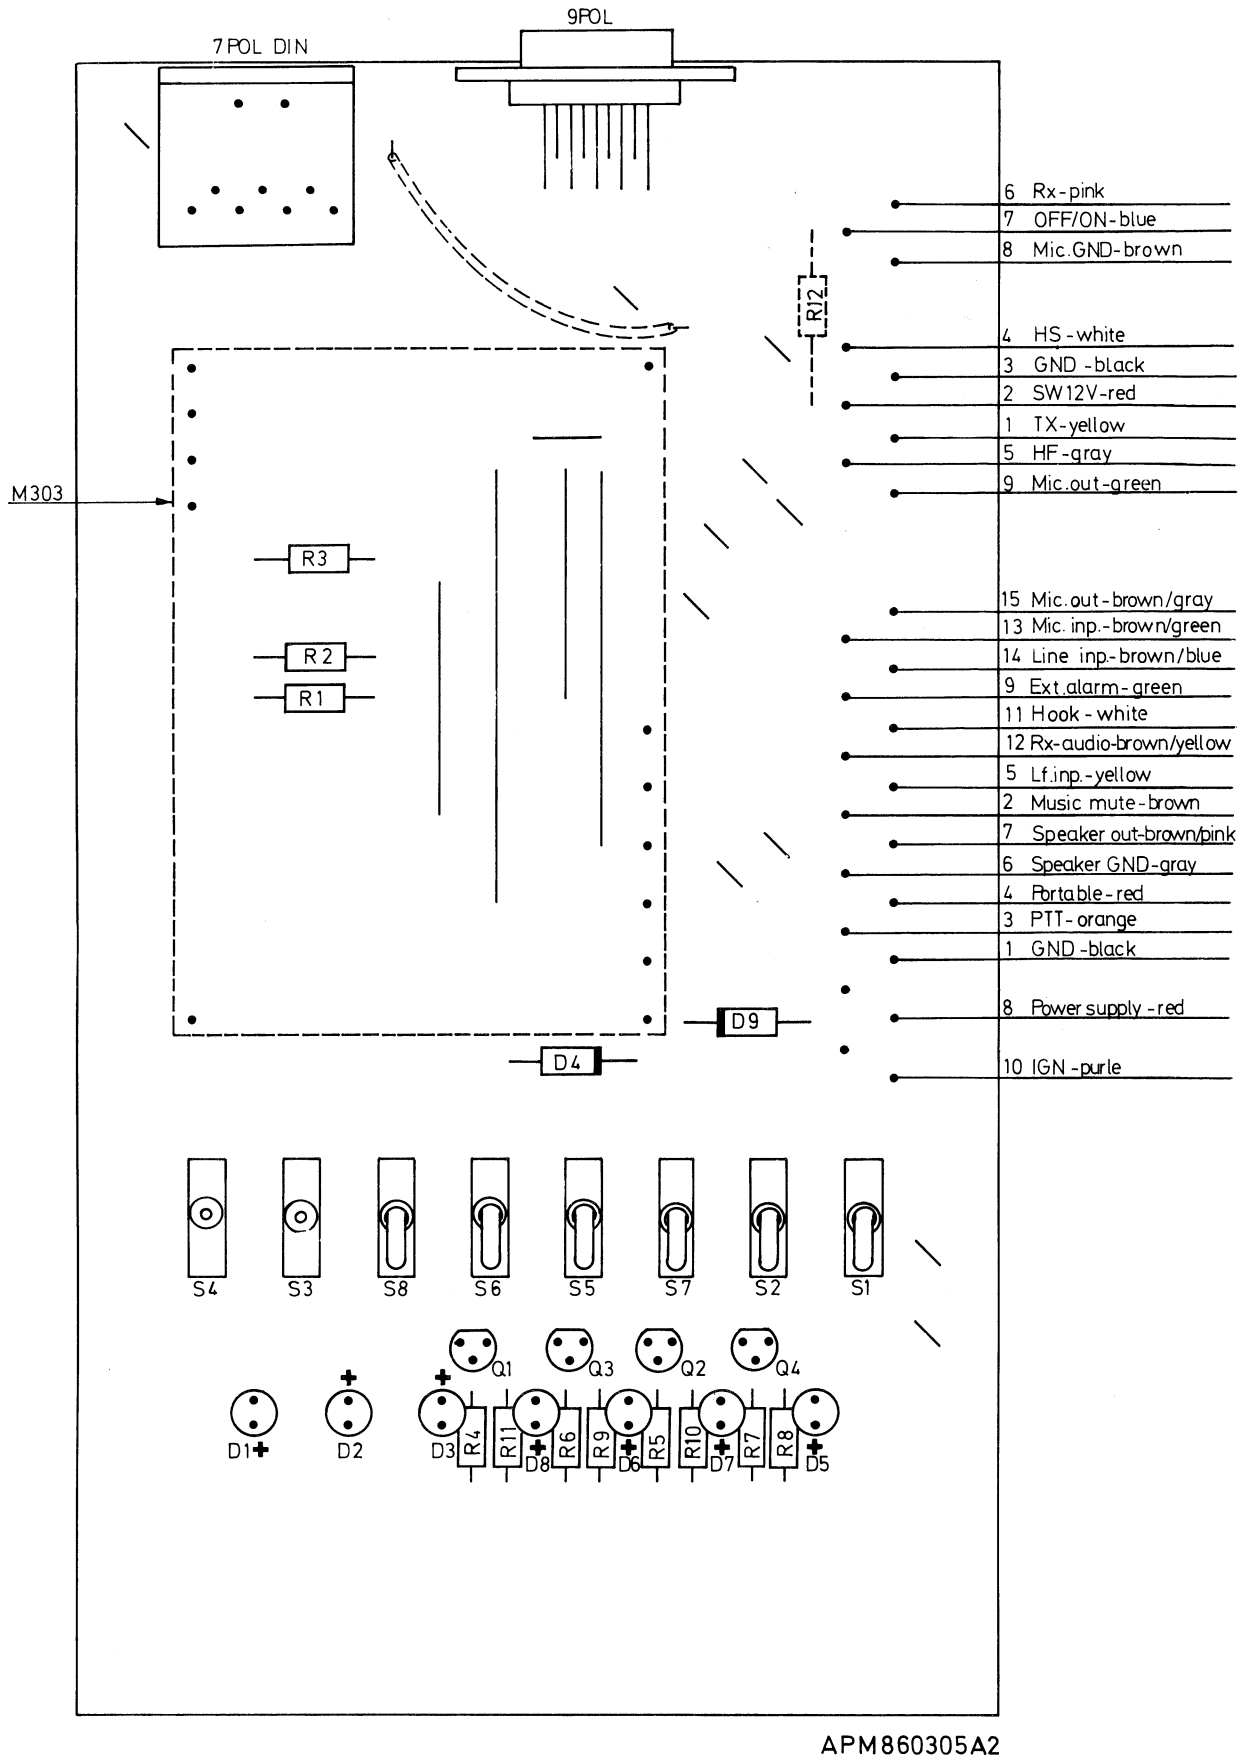 9POL
7POL DIN
6 Rx-pink
7 OFF/ON-blue
8 Mic.GND-brown
R12
4 HS-white
3 GND-black
2 SW12V-red
1 TX-yellow
5 HF-gray
9 Mic.out-green
M303
R3
15 Mic.out-brown/gray
13 Mic.inp.-brown/green
14 Line inp.-brown/blue
R2
9 Ext.alarm-green
R1
11 Hook-white
12 Rx-audio-brown/yellow
5 Lf.inp.-yellow
2 Music mute-brown
7 Speaker out-brown/pink
6 Speaker GND-gray
4 Portable-red
3 PTT-orange
1 GND-black
8 Power supply-red
D9
D4
10 IGN-purle
S4 S3 S8 S6 S5 S7 S2 S1
Q1 Q3 Q2 Q4
+ +
R4 R11 R6 R9 R5 R10 R7 R8
+ + + + +
D1 D2 D3 D8 D6 D7 D5
APM860305A2